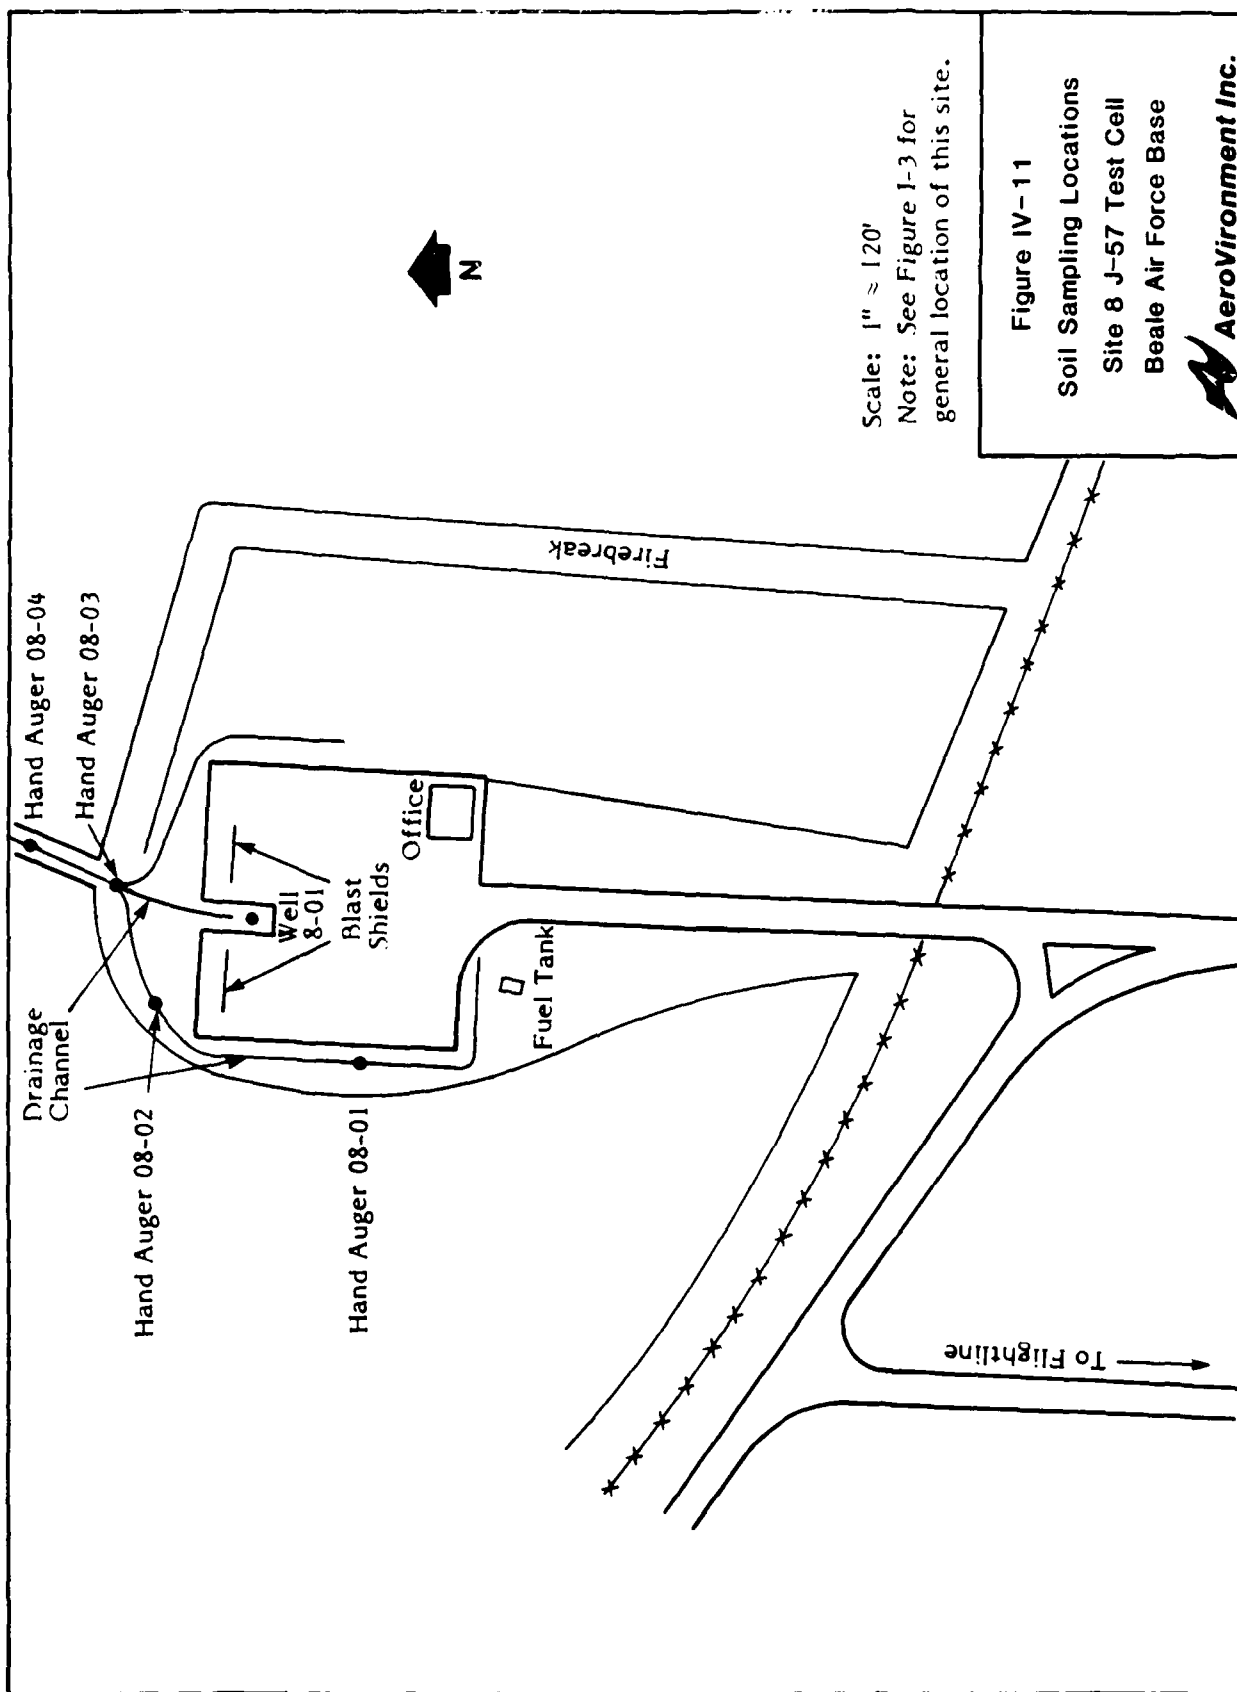 Hand Auger 08-04
Hand Auger 08-03
Drainage
Channel
Hand Auger 08-02
Hand Auger 08-01
Well
8-01
Blast
Shields
Office
Fuel Tank
Firebreak
To Flightline
N
Scale: 1" ≈ 120'
Note: See Figure I-3 for
general location of this site.
Figure IV-11
Soil Sampling Locations
Site 8 J-57 Test Cell
Beale Air Force Base
AeroVironment Inc.